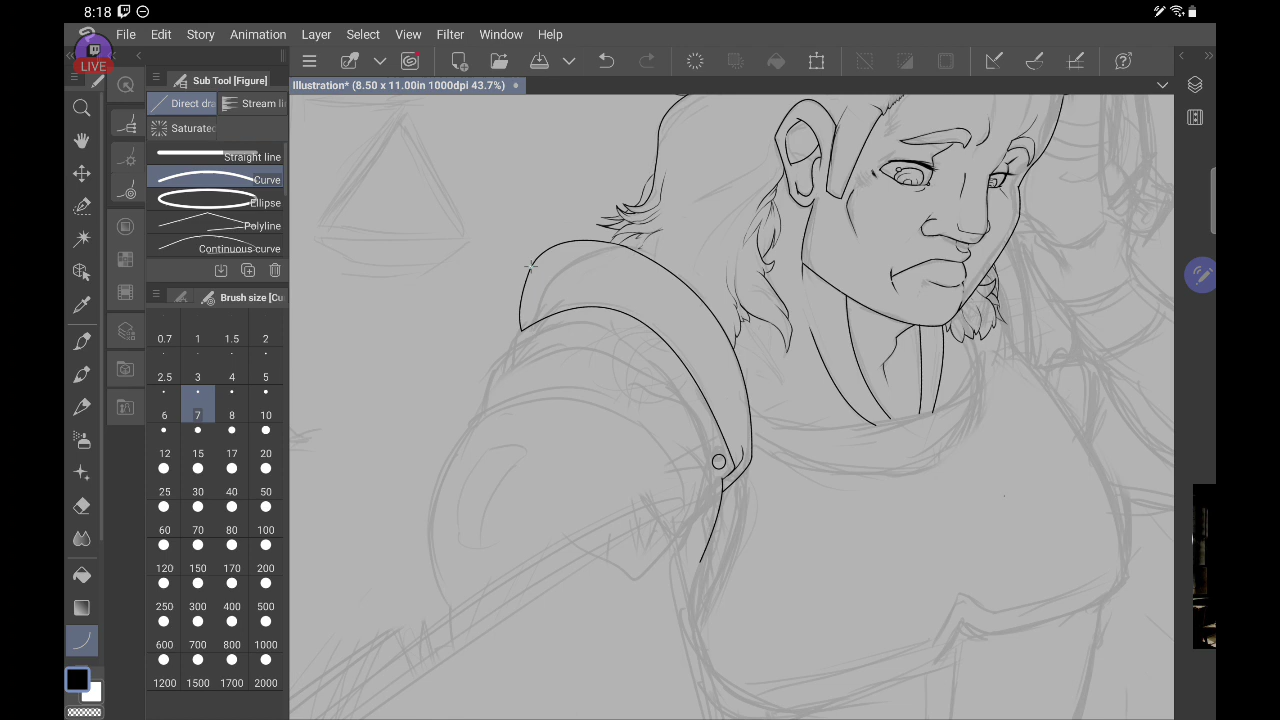 8:18
LIVE
File Edit Story Animation Layer Select View Filter Window Help
Sub Tool [Figure]
Illustration* (8.50 x 11.00in 1000dpi 43.7%)
Direct dra Stream li
Saturated
Straight line
Curve
Ellipse
Polyline
Continuous curve
Brush size [Cu
0.7 1 1.5 2
2.5 3 4 5
6 7 8 10
12 15 17 20
25 30 40 50
60 70 80 100
120 150 170 200
250 300 400 500
600 700 800 1000
1200 1500 1700 2000